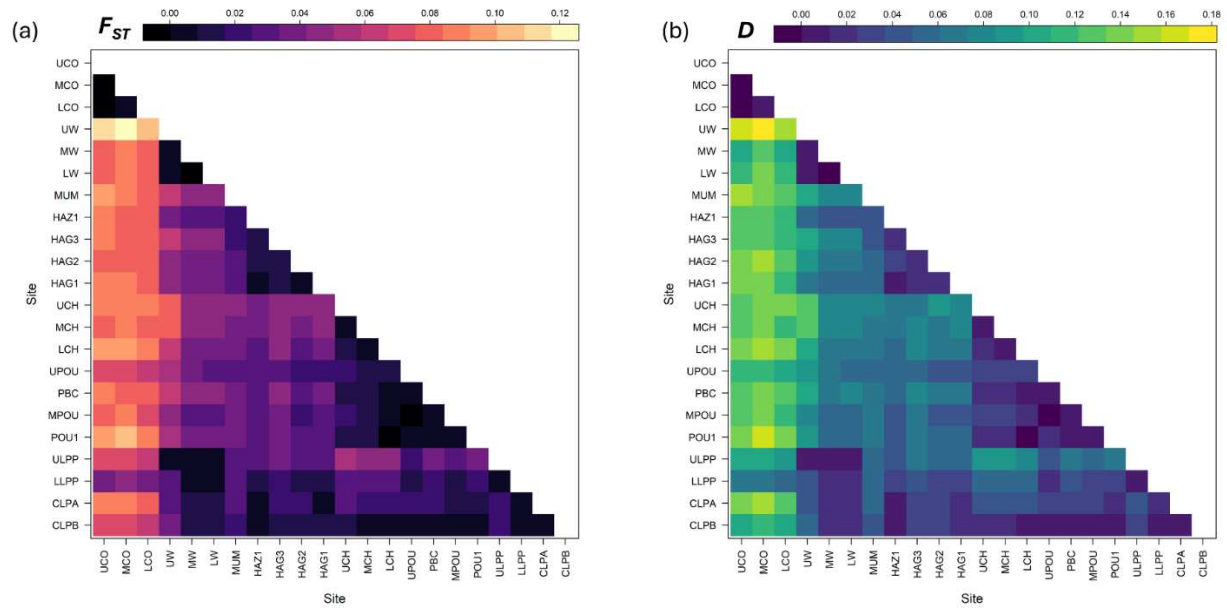 (a)
F_ST
0.00 0.04 0.08 0.12
UCO
MCO
LCO
UW
MW
LW
MUM
HAZ1
HAG3
HAG2
HAG1
UCH
MCH
LCH
UPOU
PBC
MPOU
POU1
ULPP
LLPP
CLPA
CLPB
Site
UCO MCO LCO UW MW LW MUM HAZ1 HAG3 HAG2 HAG1 UCH MCH LCH UPOU PBC MPOU POU1 ULPP LLPP CLPA CLPB
Site
(b)
D
0.00 0.02 0.04 0.06 0.08 0.10 0.12 0.14 0.16 0.18
UCO
MCO
LCO
UW
MW
LW
MUM
HAZ1
HAG3
HAG2
HAG1
UCH
MCH
LCH
UPOU
PBC
MPOU
POU1
ULPP
LLPP
CLPA
CLPB
Site
UCO MCO LCO UW MW LW MUM HAZ1 HAG3 HAG2 HAG1 UCH MCH LCH UPOU PBC MPOU POU1 ULPP LLPP CLPA CLPB
Site